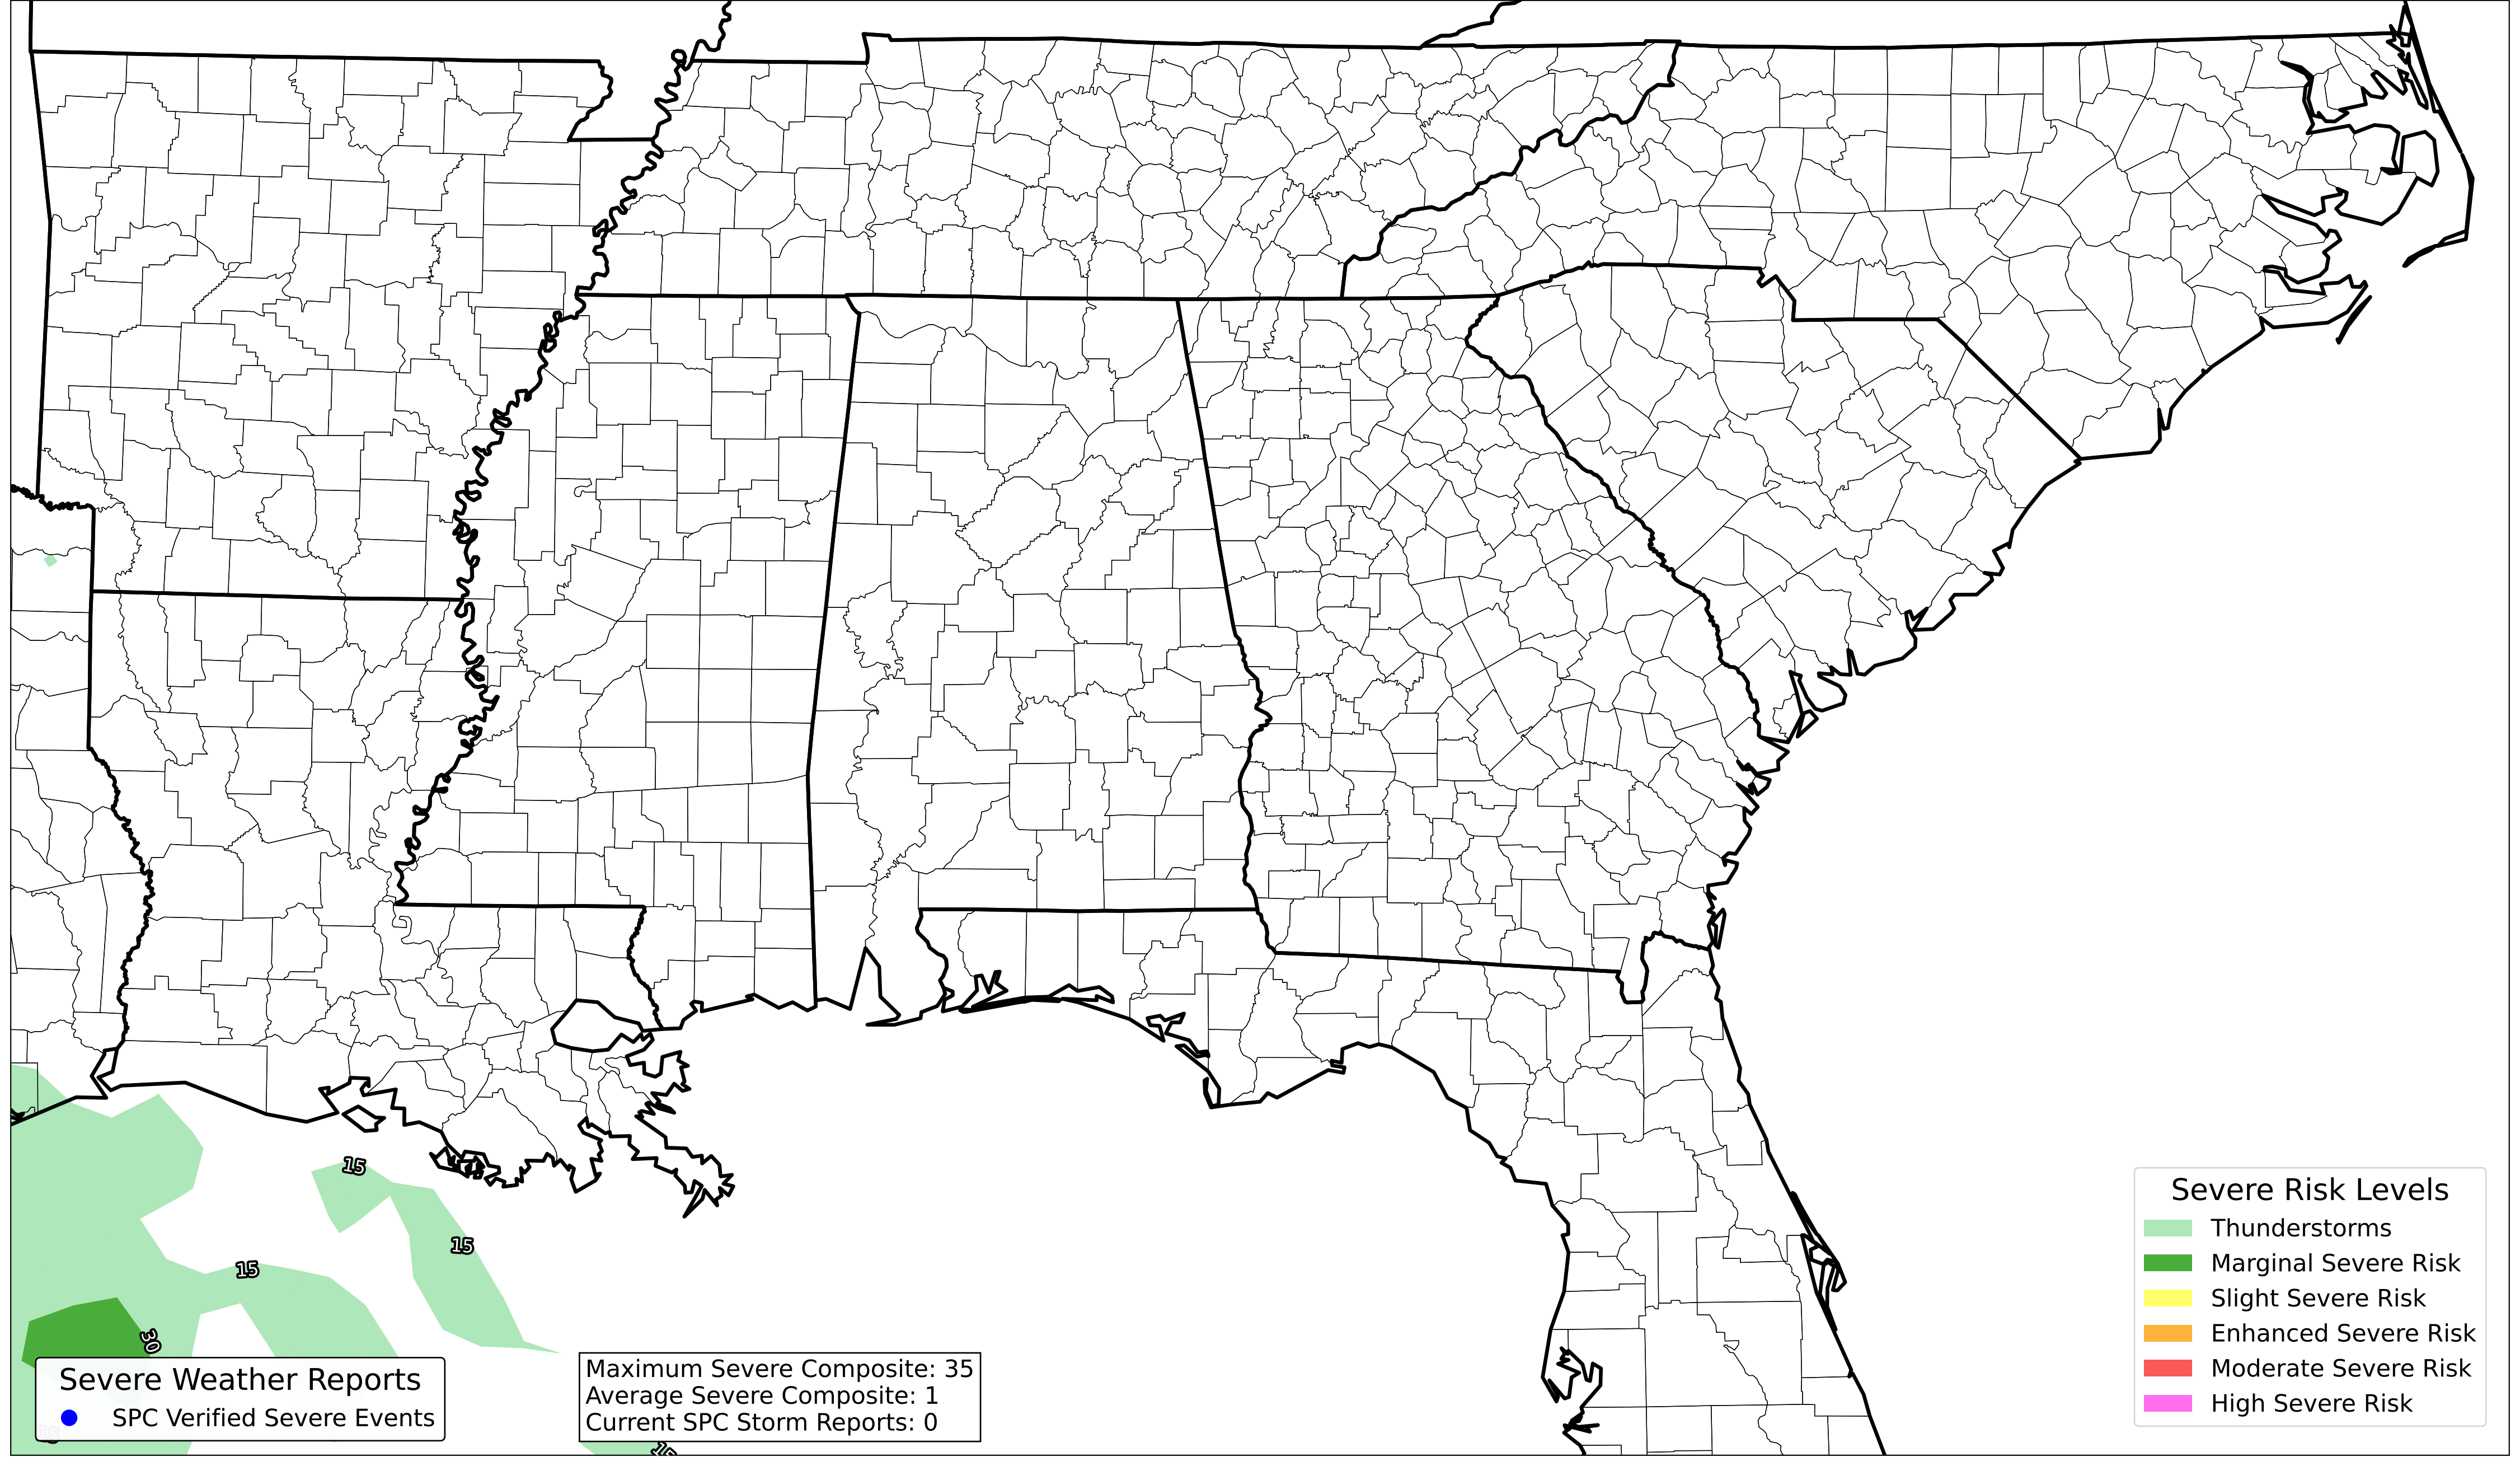 15
15
15
30
Severe Weather Reports
SPC Verified Severe Events
Maximum Severe Composite: 35
Average Severe Composite: 1
Current SPC Storm Reports: 0
Severe Risk Levels
Thunderstorms
Marginal Severe Risk
Slight Severe Risk
Enhanced Severe Risk
Moderate Severe Risk
High Severe Risk